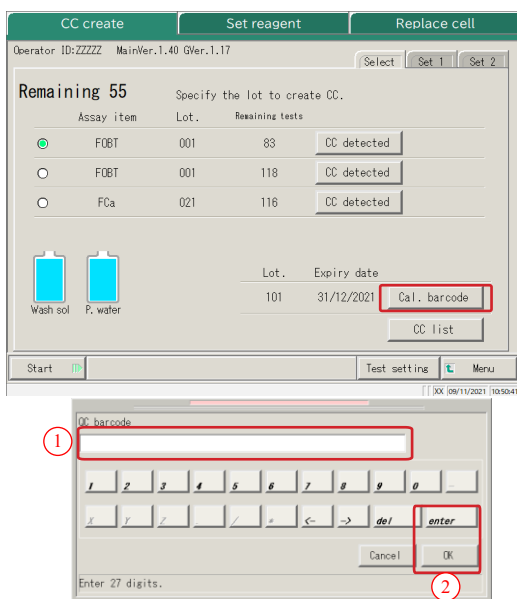 CC create Set reagent Replace cell
Operator ID:ZZZZZ MainVer.1.40 GVer.1.17
Select Set 1 Set 2
Remaining 55 Specify the lot to create CC.
Assay item Lot. Remaining tests
FOBT 001 83 CC detected
FOBT 001 118 CC detected
FCa 021 116 CC detected
Lot. Expiry date
101 31/12/2021 Cal. barcode
Wash sol P. water
CC list
Start Test setting Menu
XX 09/11/2021 10:50:41
QC barcode
1
1 2 3 4 5 6 7 8 9 0 -
X Y Z . / * <- -> del enter
Cancel OK
Enter 27 digits.
2